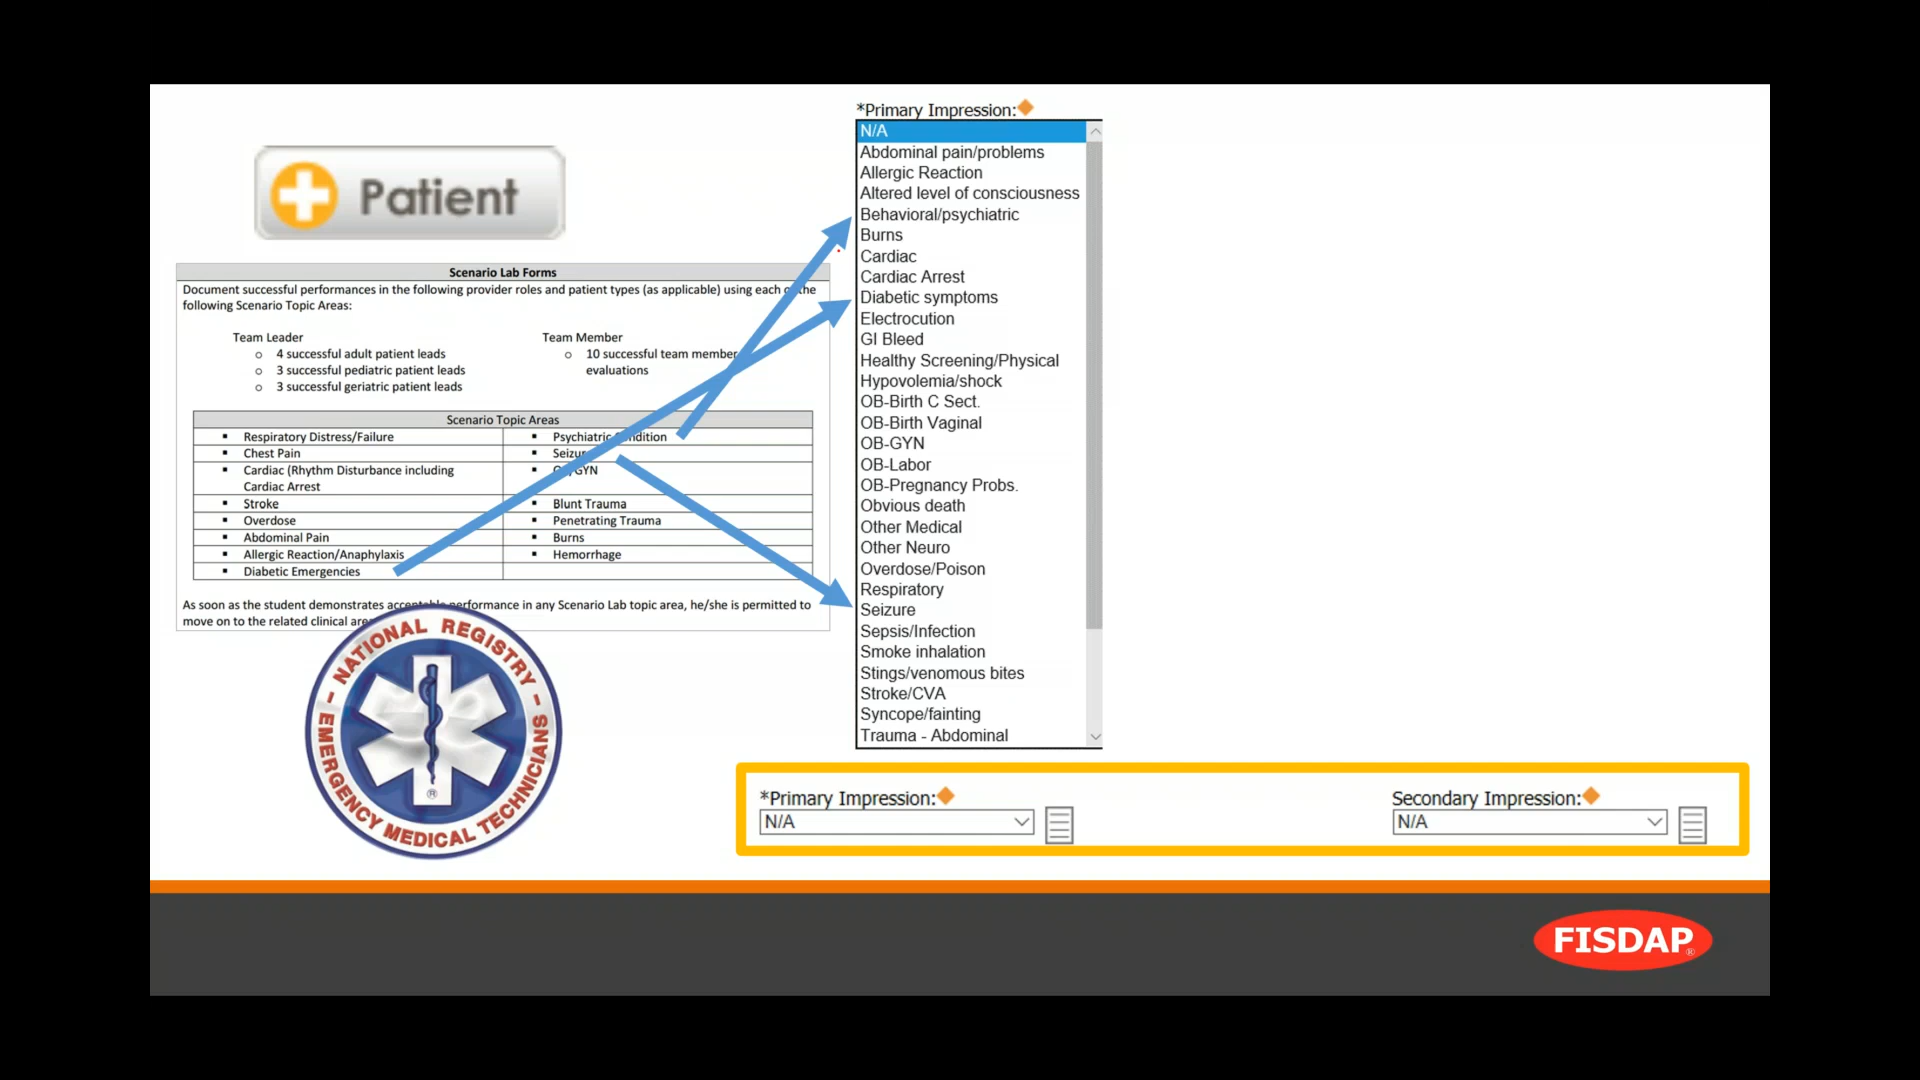 Patient
Scenario Lab Forms
Document successful performances in the following provider roles and patient types (as applicable) using each the
following Scenario Topic Areas:
Team Leader
4 successful adult patient leads
3 successful pediatric patient leads
3 successful geriatric patient leads
Team Member
10 successful team member
evaluations
Scenario Topic Areas
Respiratory Distress/Failure
Psychiatric
Chest Pain
Cardiac (Rhythm Disturbance including
Cardiac Arrest
Stroke
Blunt Trauma
Overdose
Penetrating Trauma
Abdominal Pain
Burns
Allergic Reaction/Anaphylaxis
Hemorrhage
Diabetic Emergencies
As soon as the student demonstrates acceptable performance in any Scenario Lab topic area, he/she is permitted to
move on to the related clinical
NATIONAL REGISTRY
EMERGENCY MEDICAL TECHNICIANS
®
*Primary Impression:
N/A
Abdominal pain/problems
Allergic Reaction
Altered level of consciousness
Behavioral/psychiatric
Burns
Cardiac
Cardiac Arrest
Diabetic symptoms
Electrocution
GI Bleed
Healthy Screening/Physical
Hypovolemia/shock
OB-Birth C Sect.
OB-Birth Vaginal
OB-GYN
OB-Labor
OB-Pregnancy Probs.
Obvious death
Other Medical
Other Neuro
Overdose/Poison
Respiratory
Seizure
Sepsis/Infection
Smoke inhalation
Stings/venomous bites
Stroke/CVA
Syncope/fainting
Trauma - Abdominal
*Primary Impression:
N/A
Secondary Impression:
N/A
FISDAP®